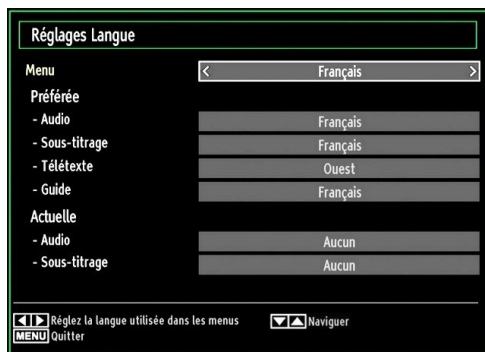 Réglages Langue
Menu < Français >
Préférée
- Audio Français
- Sous-titrage Français
- Télétexte Ouest
- Guide Français
Actuelle
- Audio Aucun
- Sous-titrage Aucun
Réglez la langue utilisée dans les menus Naviguer
MENU Quitter